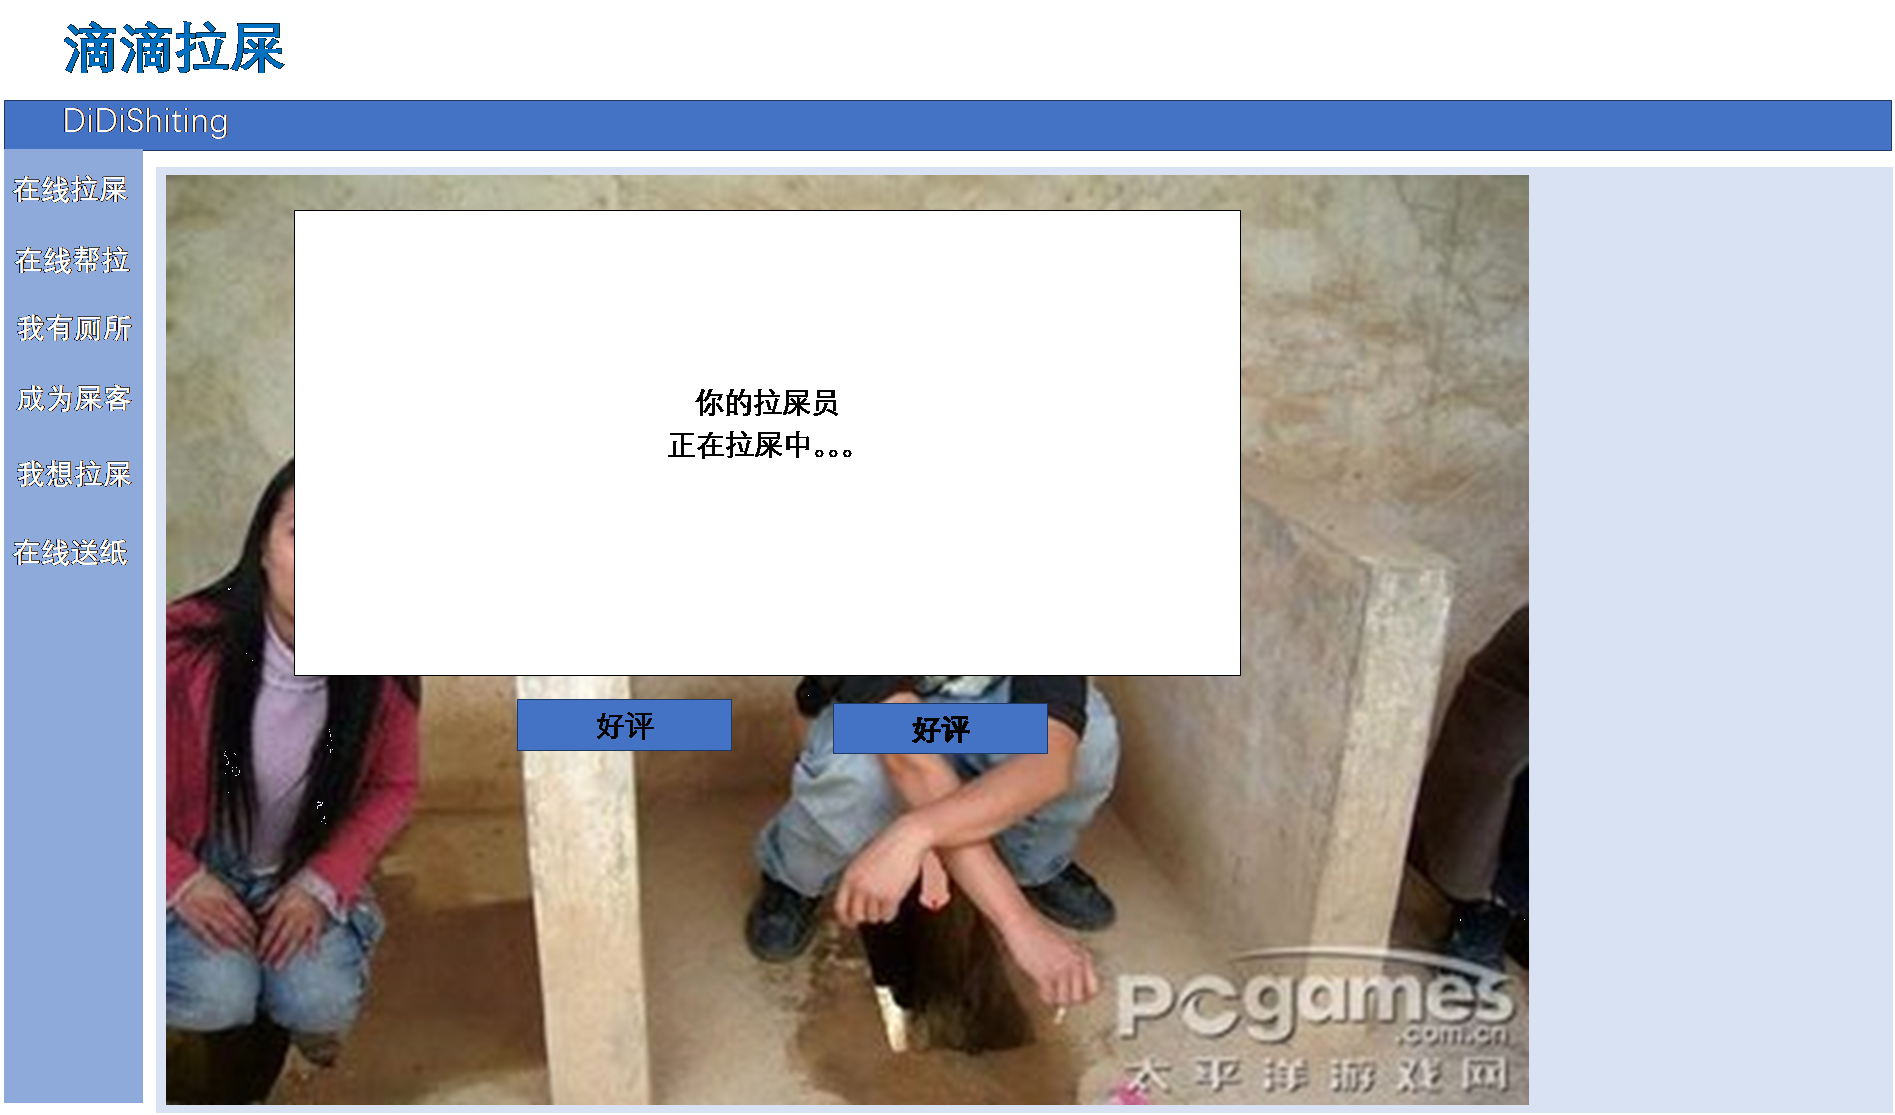 滴滴拉屎
DiDiShiting
在线拉屎
在线帮拉
我有厕所
成为屎客
我想拉屎
在线送纸
你的拉屎员
正在拉屎中。。。
好评
好评
PCgames
.com.cn
太平洋游戏网